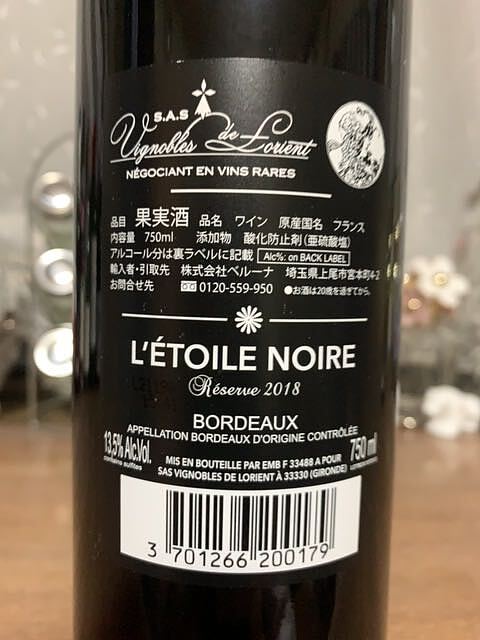 S.A.S
Vignobles de Lorient
NÉGOCIANT EN VINS RARES
品目 果実酒 品名 ワイン 原産国名 フランス
内容量 750ml 添加物 酸化防止剤(亜硫酸塩)
アルコール分は裏ラベルに記載 Alc%: on BACK LABEL
輸入者・引取先 株式会社ベルーナ 埼玉県上尾市宮本町4-2
お問合せ先 0120-559-950 ●お酒は20歳を過ぎてから。
L'ÉTOILE NOIRE
Réserve 2018
BORDEAUX
APPELLATION BORDEAUX D'ORIGINE CONTRÔLÉE
13,5% Alc.Vol.
contains sulfites
MIS EN BOUTEILLE PAR EMB F 33488 A POUR
SAS VIGNOBLES DE LORIENT À 33330 (GIRONDE)
750 ml
3 701266 200179